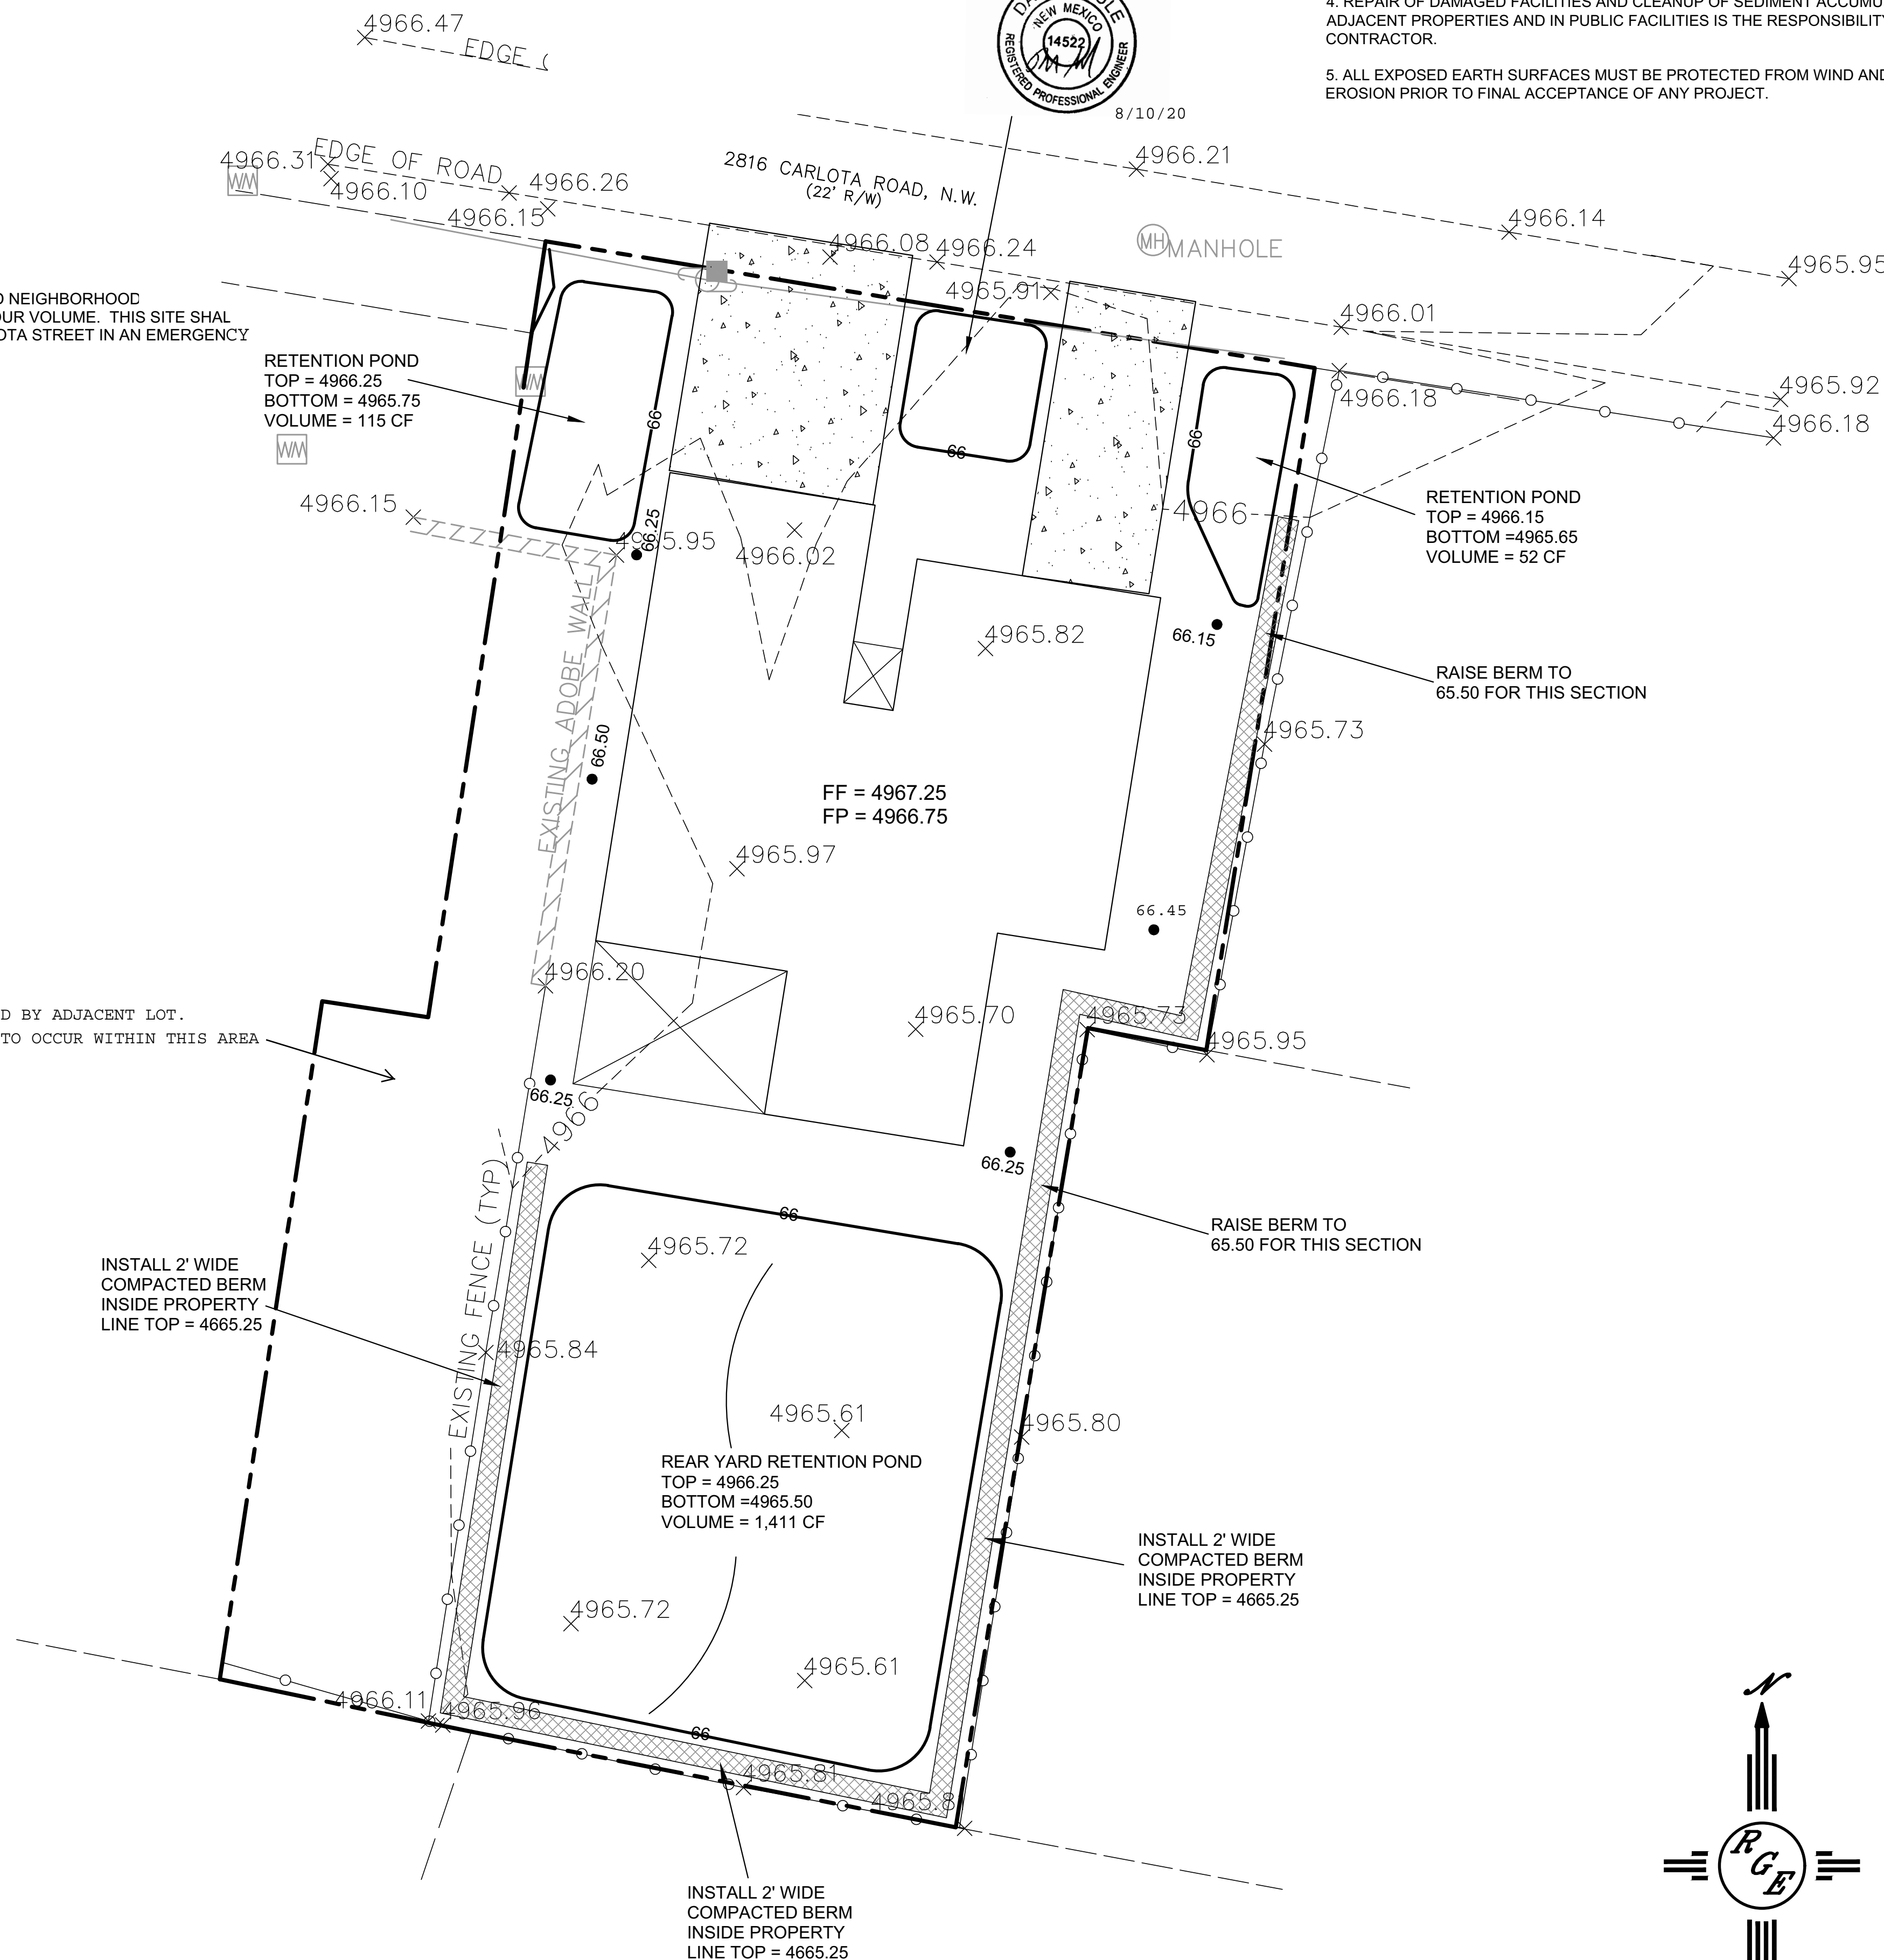 4. REPAIR OF DAMAGED FACILITIES AND CLEANUP OF SEDIMENT
ADJACENT PROPERTIES AND IN PUBLIC FACILITIES IS THE
CONTRACTOR.
5. ALL EXPOSED EARTH SURFACES MUST BE PROTECTED FROM WIND AND
EROSION PRIOR TO FINAL ACCEPTANCE OF ANY PROJECT.
NEW MEXICO
14522
REGISTERED PROFESSIONAL ENGINEER
8/10/20
4966.47
EDGE
4966.31
EDGE OF ROAD
4966.10
4966.26
4966.15
WM
2816 CARLOTA ROAD, N.W.
(22' R/W)
4966.21
4966.14
4965.95
4966.08
4966.24
MH
MANHOLE
4965.91
4966.01
4965.92
4966.18
4966.18
NEIGHBORHOOD
VOLUME. THIS SITE SHAL
STREET IN AN EMERGENCY
RETENTION POND
TOP = 4966.25
BOTTOM = 4965.75
VOLUME = 115 CF
WM
WM
66
66
66
4966.15
4965.95
66.25
4966.02
4966
RETENTION POND
TOP = 4966.15
BOTTOM =4965.65
VOLUME = 52 CF
4965.82
66.15
RAISE BERM TO
65.50 FOR THIS SECTION
EXISTING ADOBE WALL
66.50
4965.73
FF = 4967.25
FP = 4966.75
4965.97
66.45
4966.20
4965.70
4965.73
4965.95
BY ADJACENT LOT.
TO OCCUR WITHIN THIS AREA
66.25
4966
66.25
RAISE BERM TO
65.50 FOR THIS SECTION
66
4965.72
INSTALL 2' WIDE
COMPACTED BERM
INSIDE PROPERTY
LINE TOP = 4665.25
EXISTING FENCE (TYP)
4965.84
4965.61
4965.80
REAR YARD RETENTION POND
TOP = 4966.25
BOTTOM =4965.50
VOLUME = 1,411 CF
INSTALL 2' WIDE
COMPACTED BERM
INSIDE PROPERTY
LINE TOP = 4665.25
4965.72
4965.61
4966.11
4965.96
66
4965.81
4965.8
INSTALL 2' WIDE
COMPACTED BERM
INSIDE PROPERTY
LINE TOP = 4665.25
N
RGE